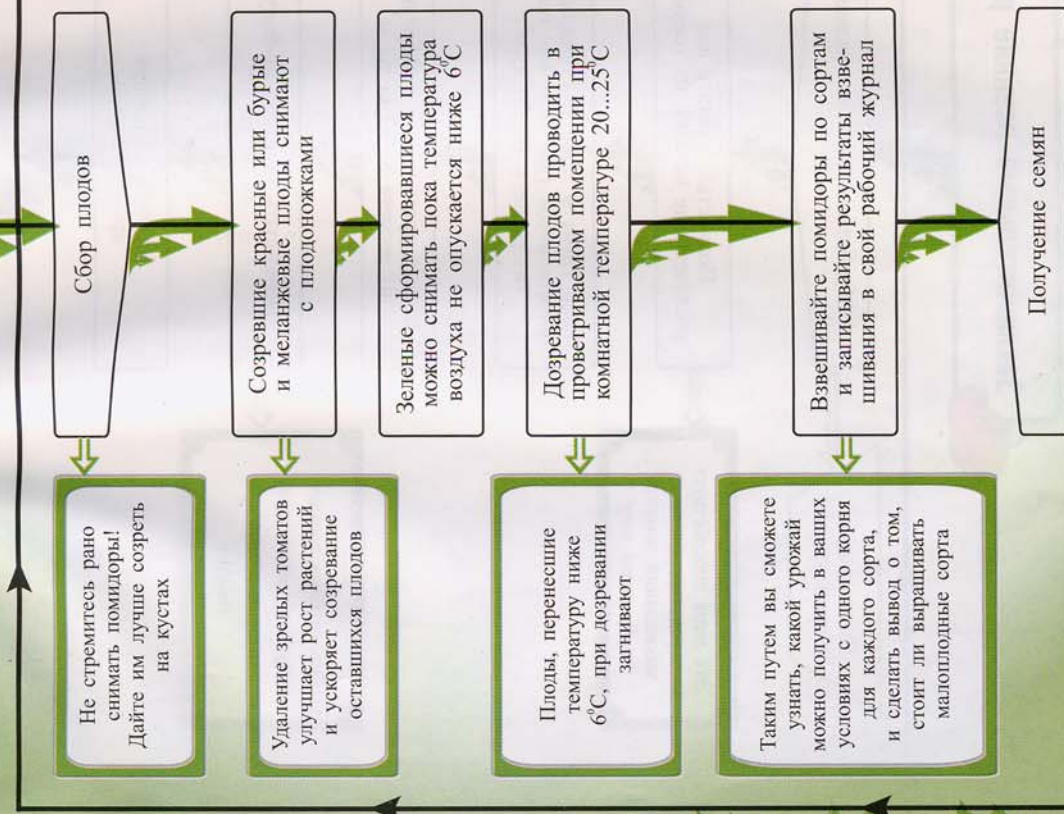 Сбор плодов
Не стремитесь рано
снимать помидоры!
Дайте им лучше созреть
на кустах
Созревшие красные или бурые
и меланжевые плоды снимают
с плодоножками
Удаление зрелых томатов
улучшает рост растений
и ускоряет созревание
оставшихся плодов
Зеленые сформировавшиеся плоды
можно снимать пока температура
воздуха не опускается ниже 6⁰С
Дозревание плодов проводить в
проветриваемом помещении при
комнатной температуре 20...25⁰С
Плоды, перенесшие
температуру ниже
6⁰С, при дозревании
загнивают
Взвешивайте помидоры по сортам
и записывайте результаты взве-
шивания в свой рабочий журнал
Таким путем вы сможете
узнать, какой урожай
можно получить в ваших
условиях с одного корня
для каждого сорта,
и сделать вывод о том,
стоит ли выращивать
малоплодные сорта
Получение семян